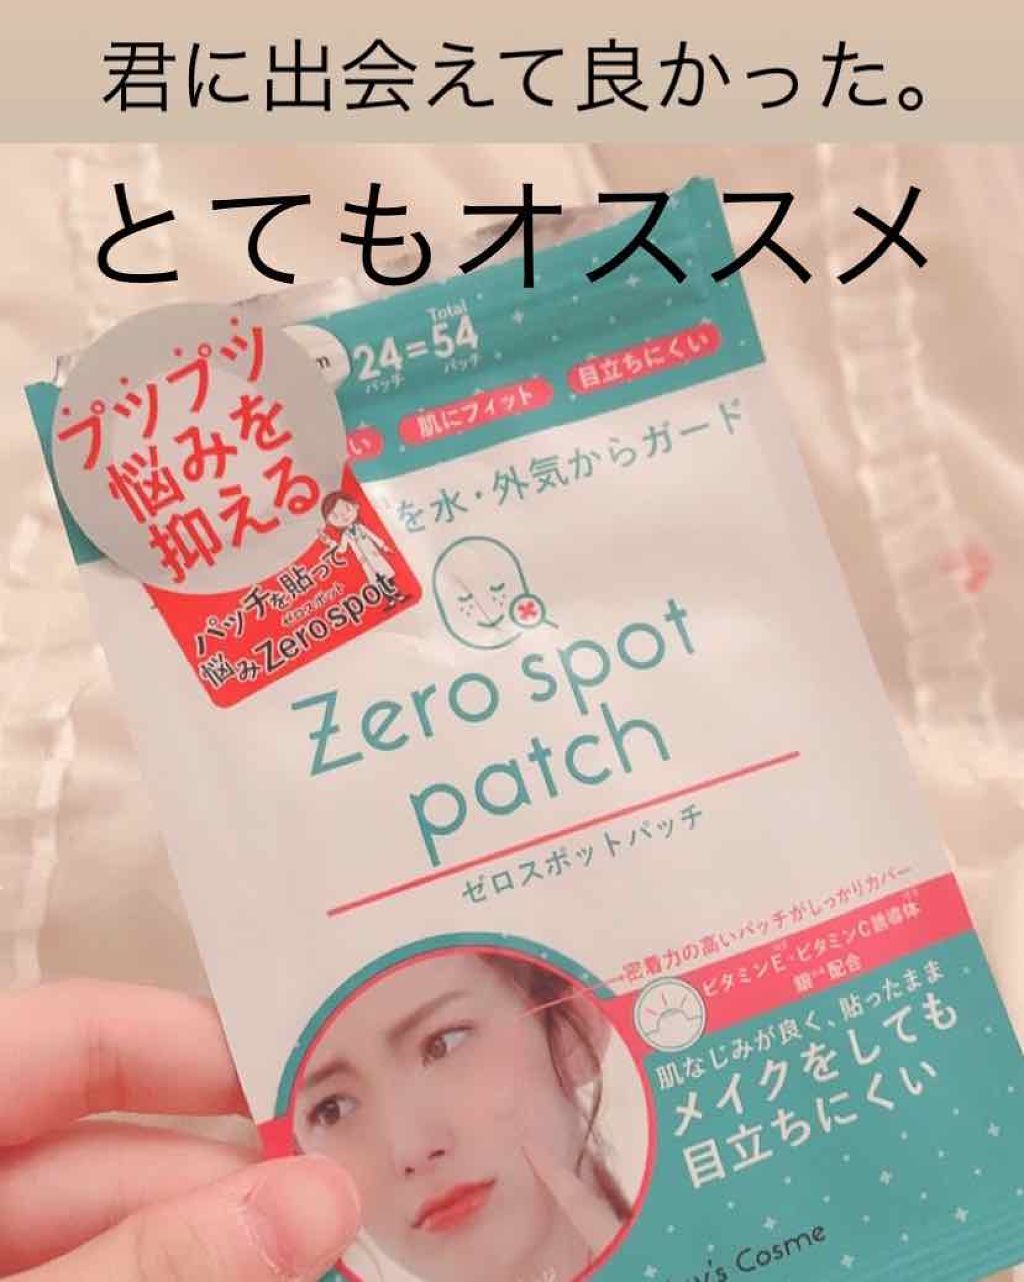 君に出会えて良かった。
とてもオススメ
Total
24=54
パッチ パッチ
肌にフィット 目立ちにくい
プツプツ
悩みを
抑える
パッチを貼って
ゼロスポット
悩みZerospot
を水・外気からガード
Zero spot
patch
ゼロスポットパッチ
密着力の高いパッチがしっかりカバー
ビタミンE・ビタミンC誘導体
銀 配合
肌なじみが良く、貼ったまま
メイクをしても
目立ちにくい
Cosme